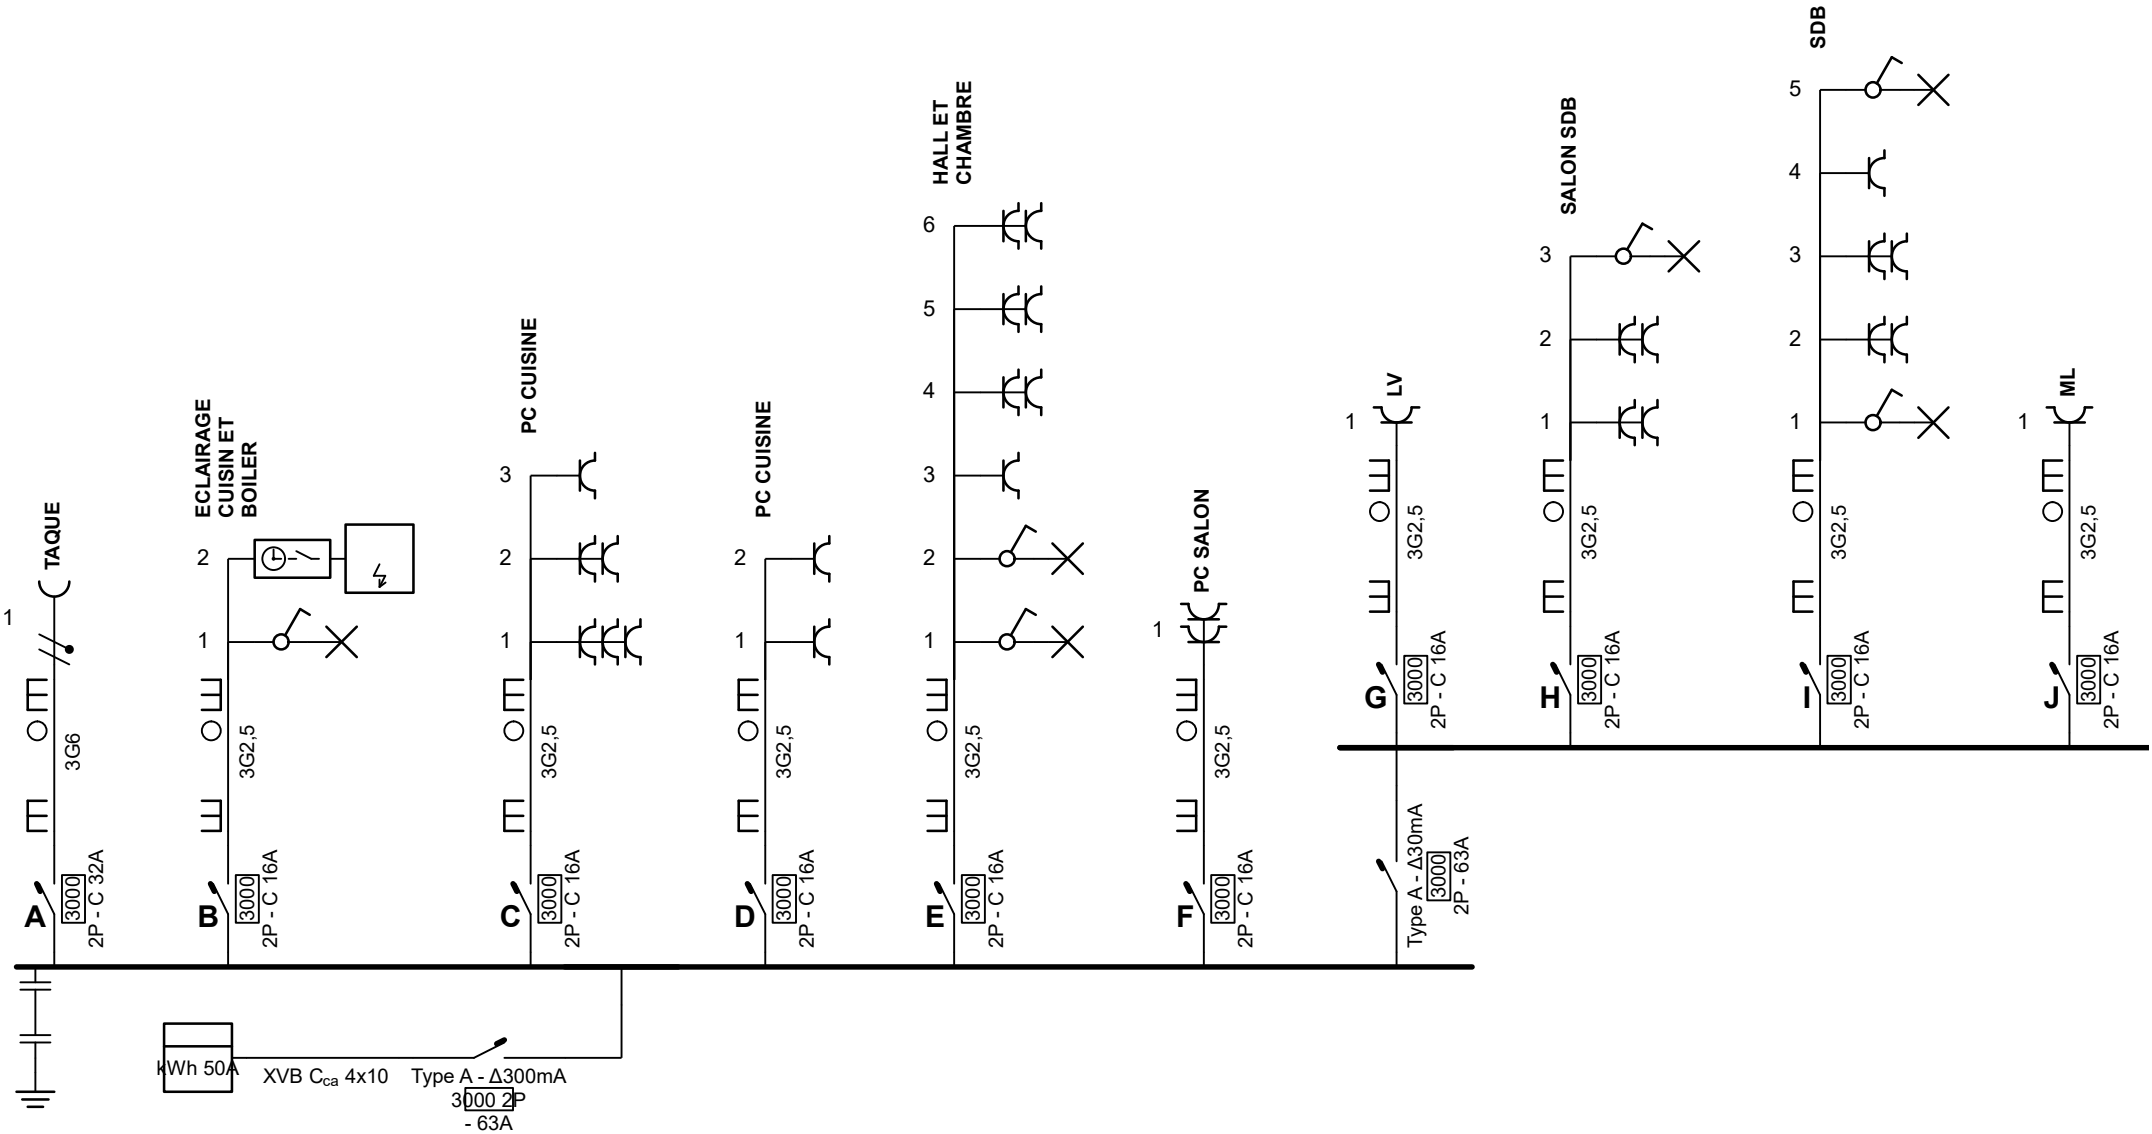 TAQUE
1
3G6
A
3000
2P - C 32A
ECLAIRAGE
CUISIN ET
BOILER
2
1
3G2,5
B
3000
2P - C 16A
PC CUISINE
3
2
1
3G2,5
C
3000
2P - C 16A
PC CUISINE
2
1
3G2,5
D
3000
2P - C 16A
HALL ET
CHAMBRE
6
5
4
3
2
1
3G2,5
E
3000
2P - C 16A
PC SALON
1
3G2,5
F
3000
2P - C 16A
LV
1
3G2,5
G
3000
2P - C 16A
Type A - Δ30mA
3000
2P - 63A
SALON SDB
3
2
1
3G2,5
H
3000
2P - C 16A
SDB
5
4
3
2
1
3G2,5
I
3000
2P - C 16A
ML
1
3G2,5
J
3000
2P - C 16A
kWh 50A
XVB Cca 4x10
Type A - Δ300mA
3000 2P
- 63A